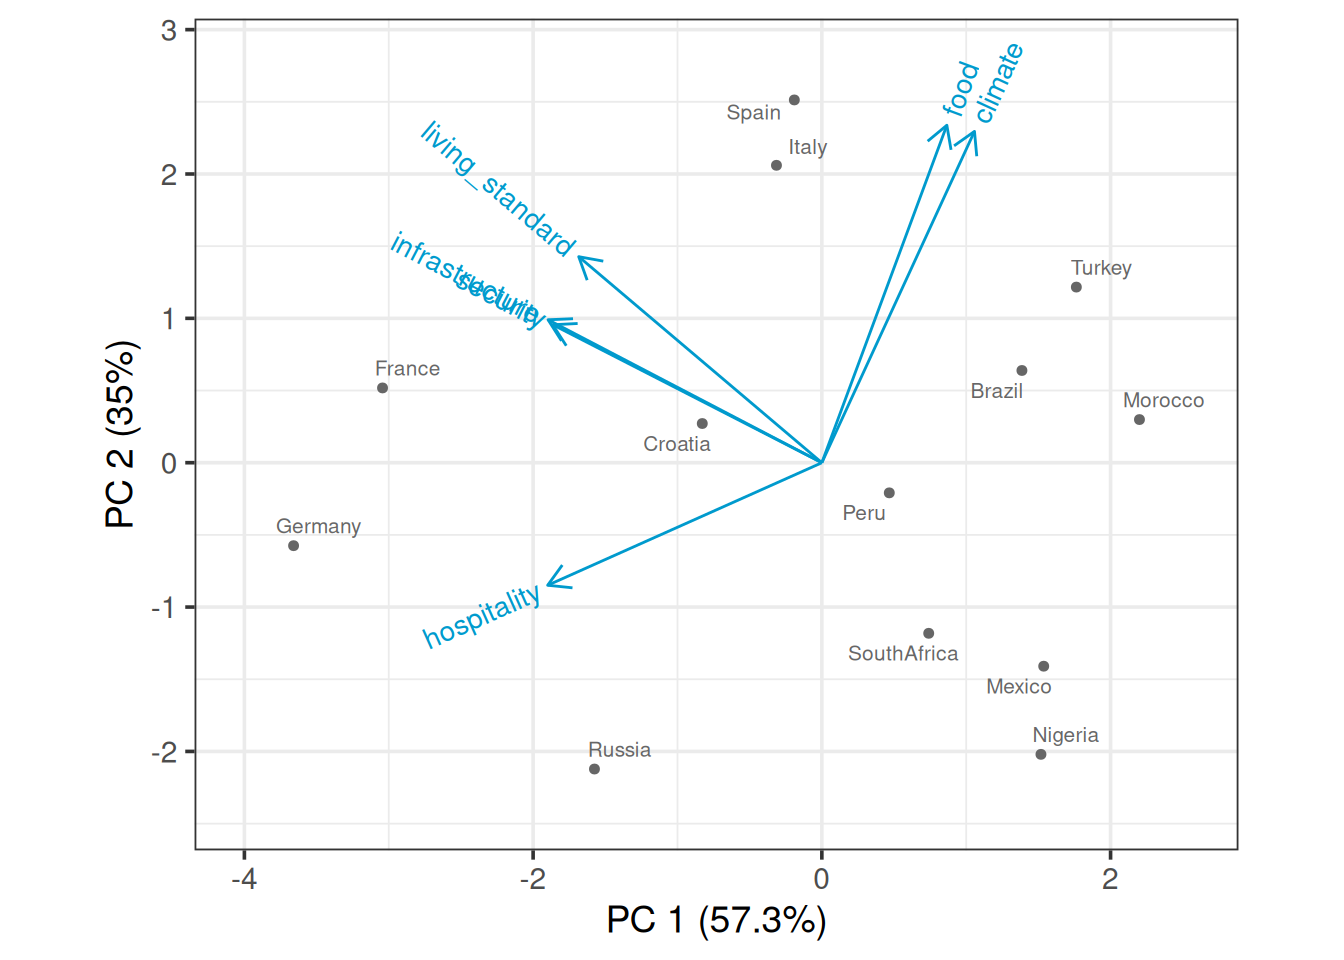 3
2
1
0
-1
-2
PC 2 (35%)
food
climate
Spain
Italy
living_standard
infrastructure
security
Turkey
France
Brazil
Morocco
Croatia
Peru
Germany
hospitality
SouthAfrica
Mexico
Nigeria
Russia
-4
-2
0
2
PC 1 (57.3%)